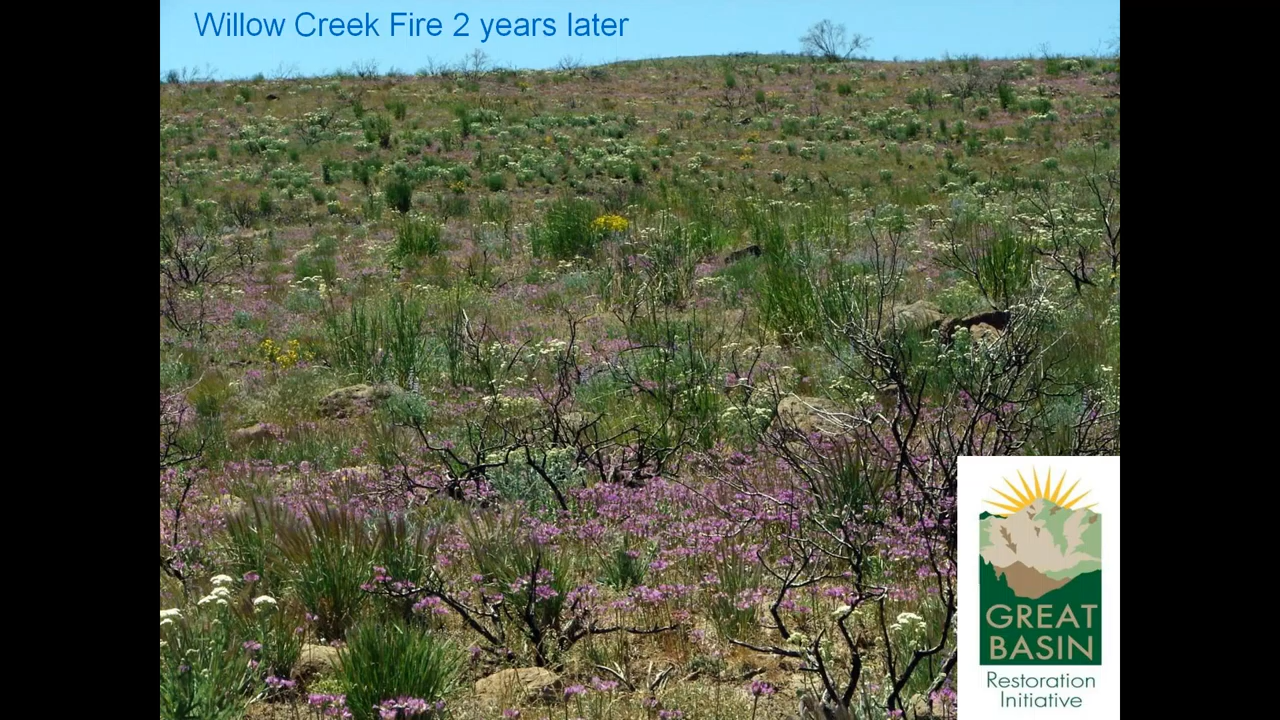 Willow Creek Fire 2 years later
GREAT
BASIN
Restoration
Initiative